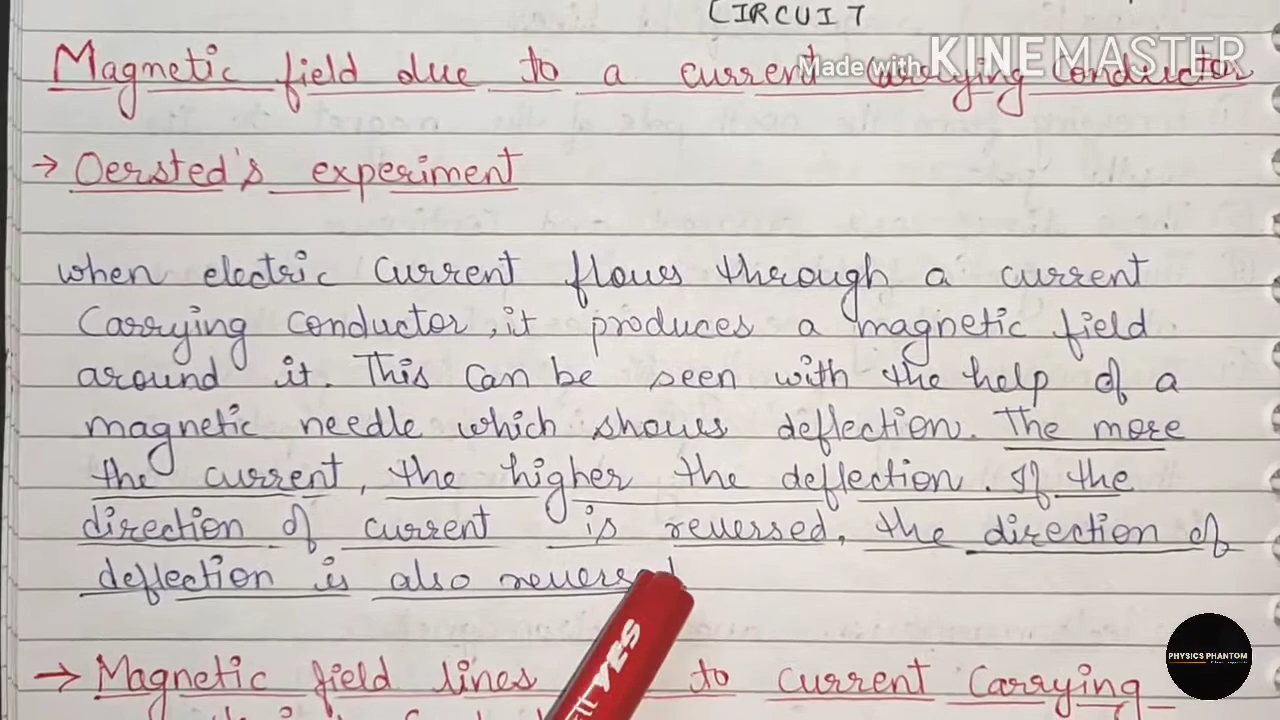 CIRCUIT
Made with KINEMASTER
Magnetic field due to a current carrying conductor
→ Oersted's experiment
when electric current flows through a current
carrying conductor, it produces a magnetic field
around it. This can be seen with the help of a
magnetic needle which shows deflection. The more
the current, the higher the deflection. If the
direction of current is reversed, the direction of
deflection is also reversed
→ Magnetic field lines to current carrying
PHYSICS PHANTOM
YES